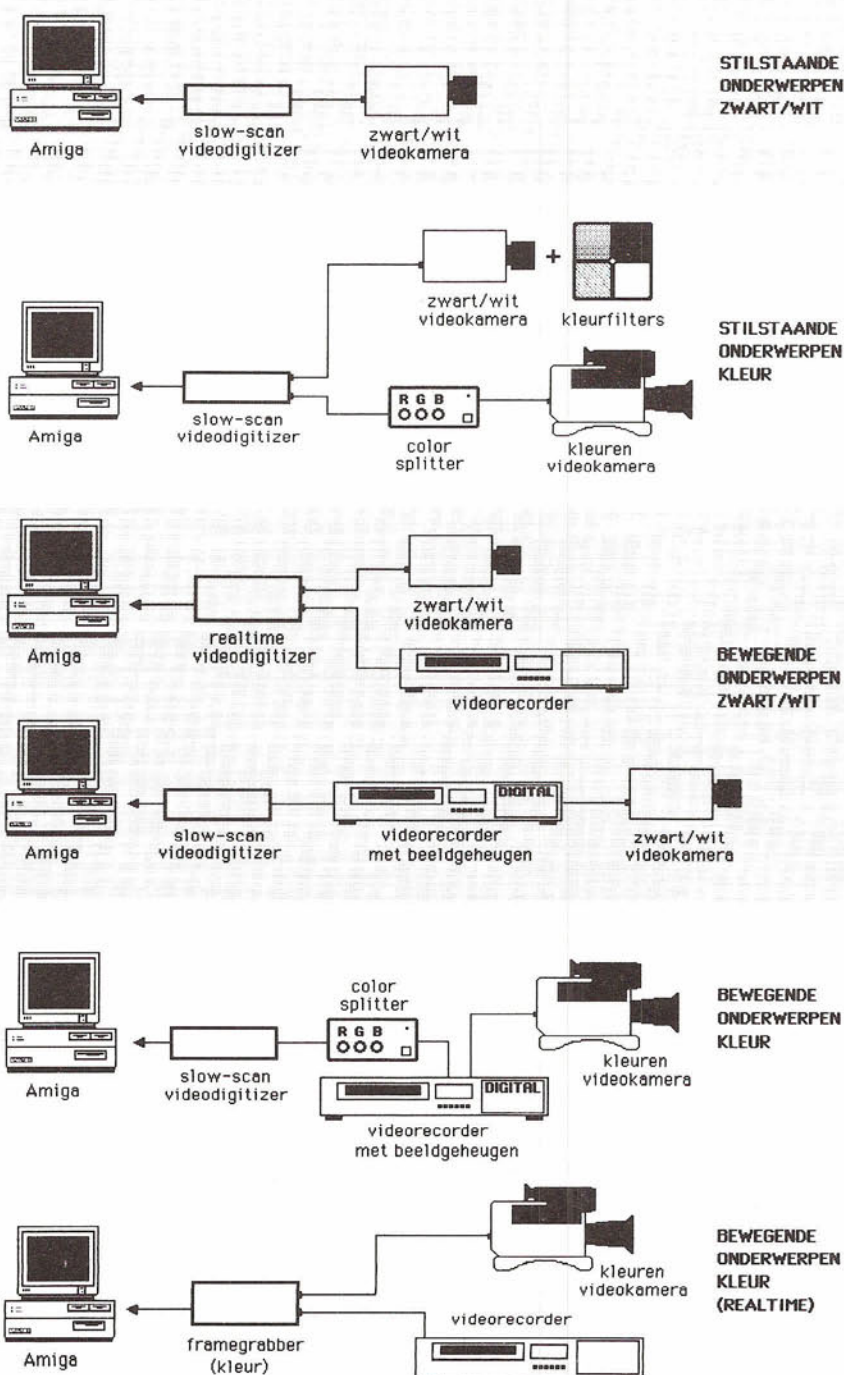 STILSTAANDE
ONDERWERPEN
ZWART/WIT
Amiga
slow-scan
videodigitizer
zwart/wit
videokamera
zwart/wit
videokamera
+
kleurfilters
STILSTAANDE
ONDERWERPEN
KLEUR
Amiga
slow-scan
videodigitizer
R G B
color
splitter
kleuren
videokamera
Amiga
realtime
videodigitizer
zwart/wit
videokamera
videorecorder
BEWEGENDE
ONDERWERPEN
ZWART/WIT
Amiga
slow-scan
videodigitizer
DIGITAL
videorecorder
met beeldgeheugen
zwart/wit
videokamera
Amiga
slow-scan
videodigitizer
color
splitter
R G B
DIGITAL
videorecorder
met beeldgeheugen
kleuren
videokamera
BEWEGENDE
ONDERWERPEN
KLEUR
Amiga
framegrabber
(kleur)
kleuren
videokamera
videorecorder
BEWEGENDE
ONDERWERPEN
KLEUR
(REALTIME)